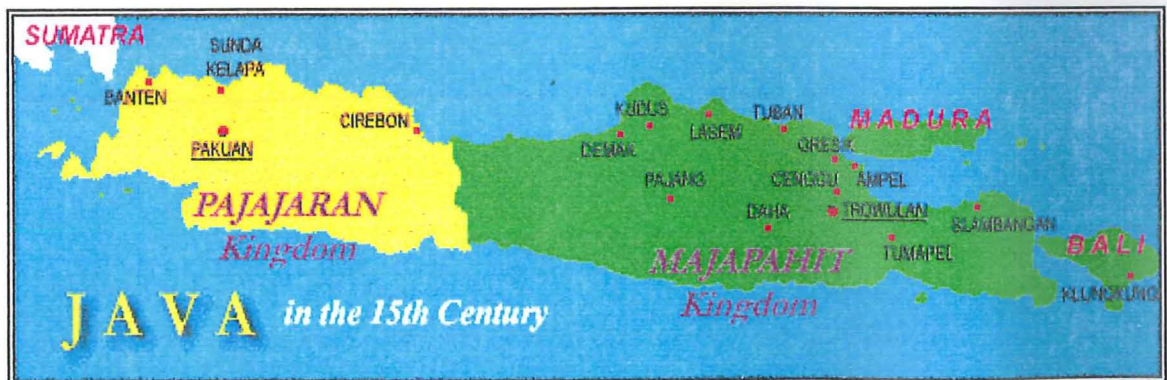 SUMATRA
SUNDA
KELAPA
BANTEN
CIREBON
PAKUAN
PAJAJARAN
Kingdom
KUDUS
DEMAK
LASEM
TUBAN
MADURA
GRESIK
PAJANG
CENGGU
AMPEL
DAHA
TROWULAN
BLAMBANGAN
TUMAPEL
MAJAPAHIT
Kingdom
BALI
KLUNGKUNG
JAVA in the 15th Century